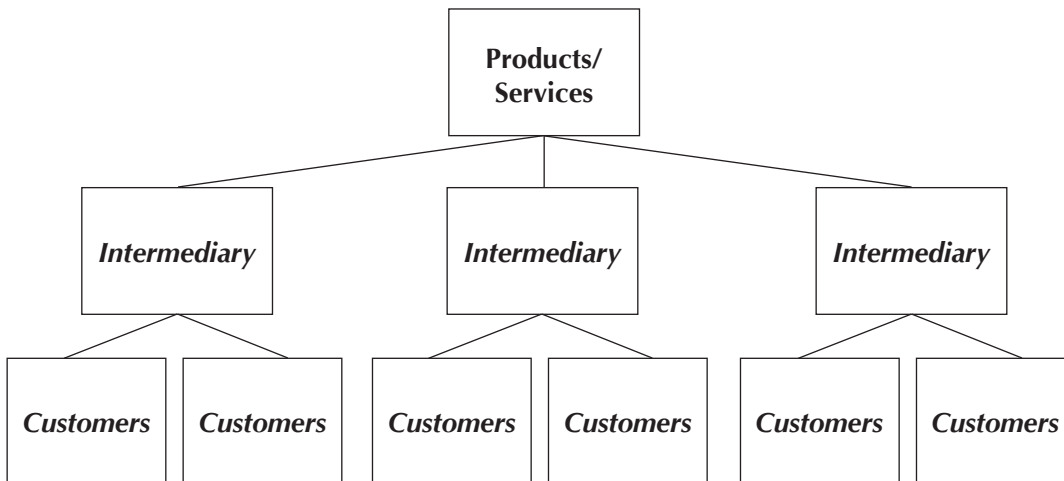 Products/
Services
Intermediary
Intermediary
Intermediary
Customers
Customers
Customers
Customers
Customers
Customers